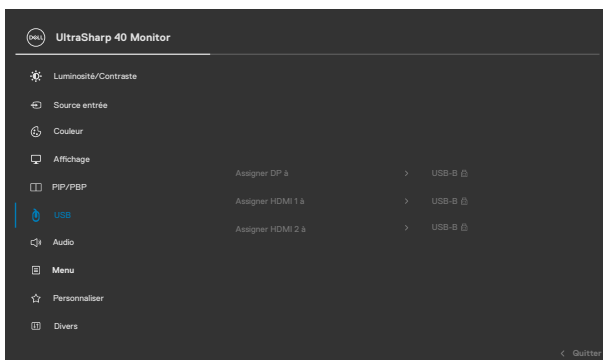 DELL UltraSharp 40 Monitor
Luminosité/Contraste
Source entrée
Couleur
Affichage
Assigner DP à > USB-B
PIP/PBP
Assigner HDMI 1 à > USB-B
USB
Assigner HDMI 2 à > USB-B
Audio
Menu
Personnaliser
Divers
< Quitter